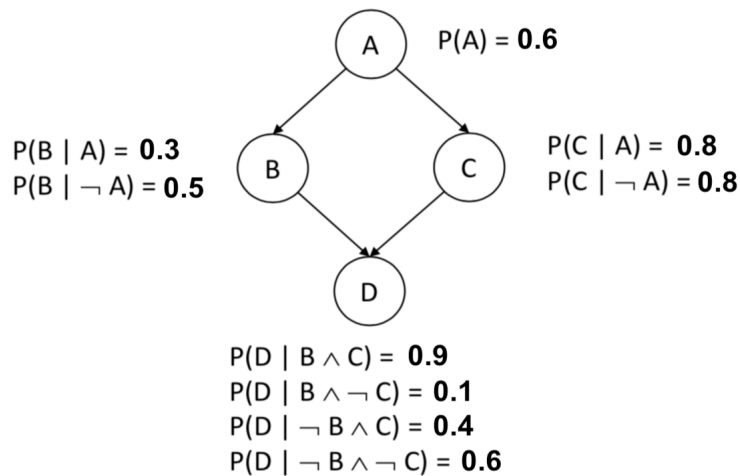 A
P(A) = 0.6
P(B | A) = 0.3
P(B | ¬ A) = 0.5
B
C
P(C | A) = 0.8
P(C | ¬ A) = 0.8
D
P(D | B ∧ C) = 0.9
P(D | B ∧ ¬ C) = 0.1
P(D | ¬ B ∧ C) = 0.4
P(D | ¬ B ∧ ¬ C) = 0.6